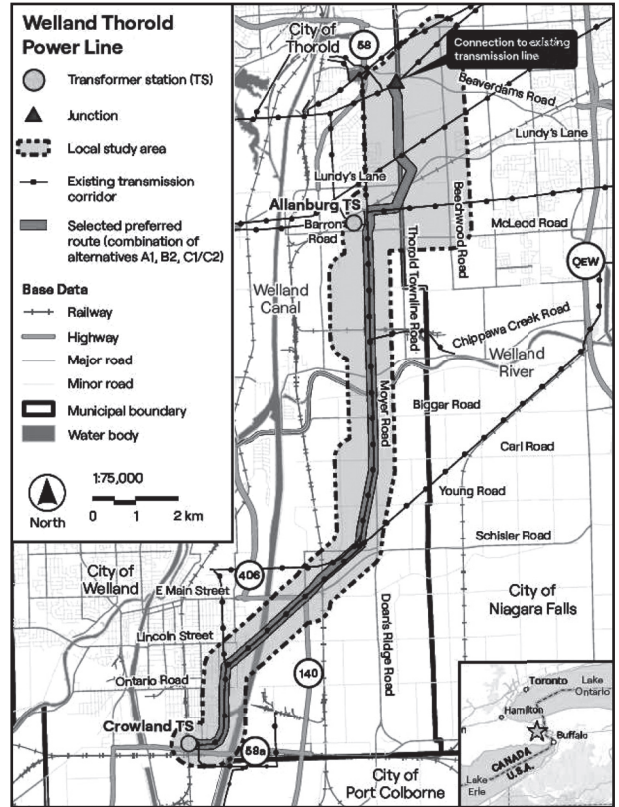 Welland Thorold
Power Line
Transformer station (TS)
Junction
Local study area
Existing transmission
corridor
Selected preferred
route (combination of
alternatives A1, B2, C1/C2)
Base Data
Railway
Highway
Major road
Minor road
Municipal boundary
Water body
North
1:75,000
0 1 2 km
City of
Thorold
58
Connection to existing
transmission line
Beaverdams Road
Lundy's Lane
Lundy's Lane
Allanburg TS
Barron
Road
McLeod Road
Beechwood Road
Thorold Townline Road
QEW
Welland
Canal
Chippawa Creek Road
Welland
River
Moyer Road
Biggar Road
Carl Road
Young Road
Schisler Road
City of
Welland
406
E Main Street
City of
Niagara Falls
Lincoln Street
Doan's Ridge Road
140
Ontario Road
Crowland TS
58a
City of
Port Colborne
Toronto
Lake
Ontario
Hamilton
Buffalo
CANADA
U.S.A.
Lake
Erie